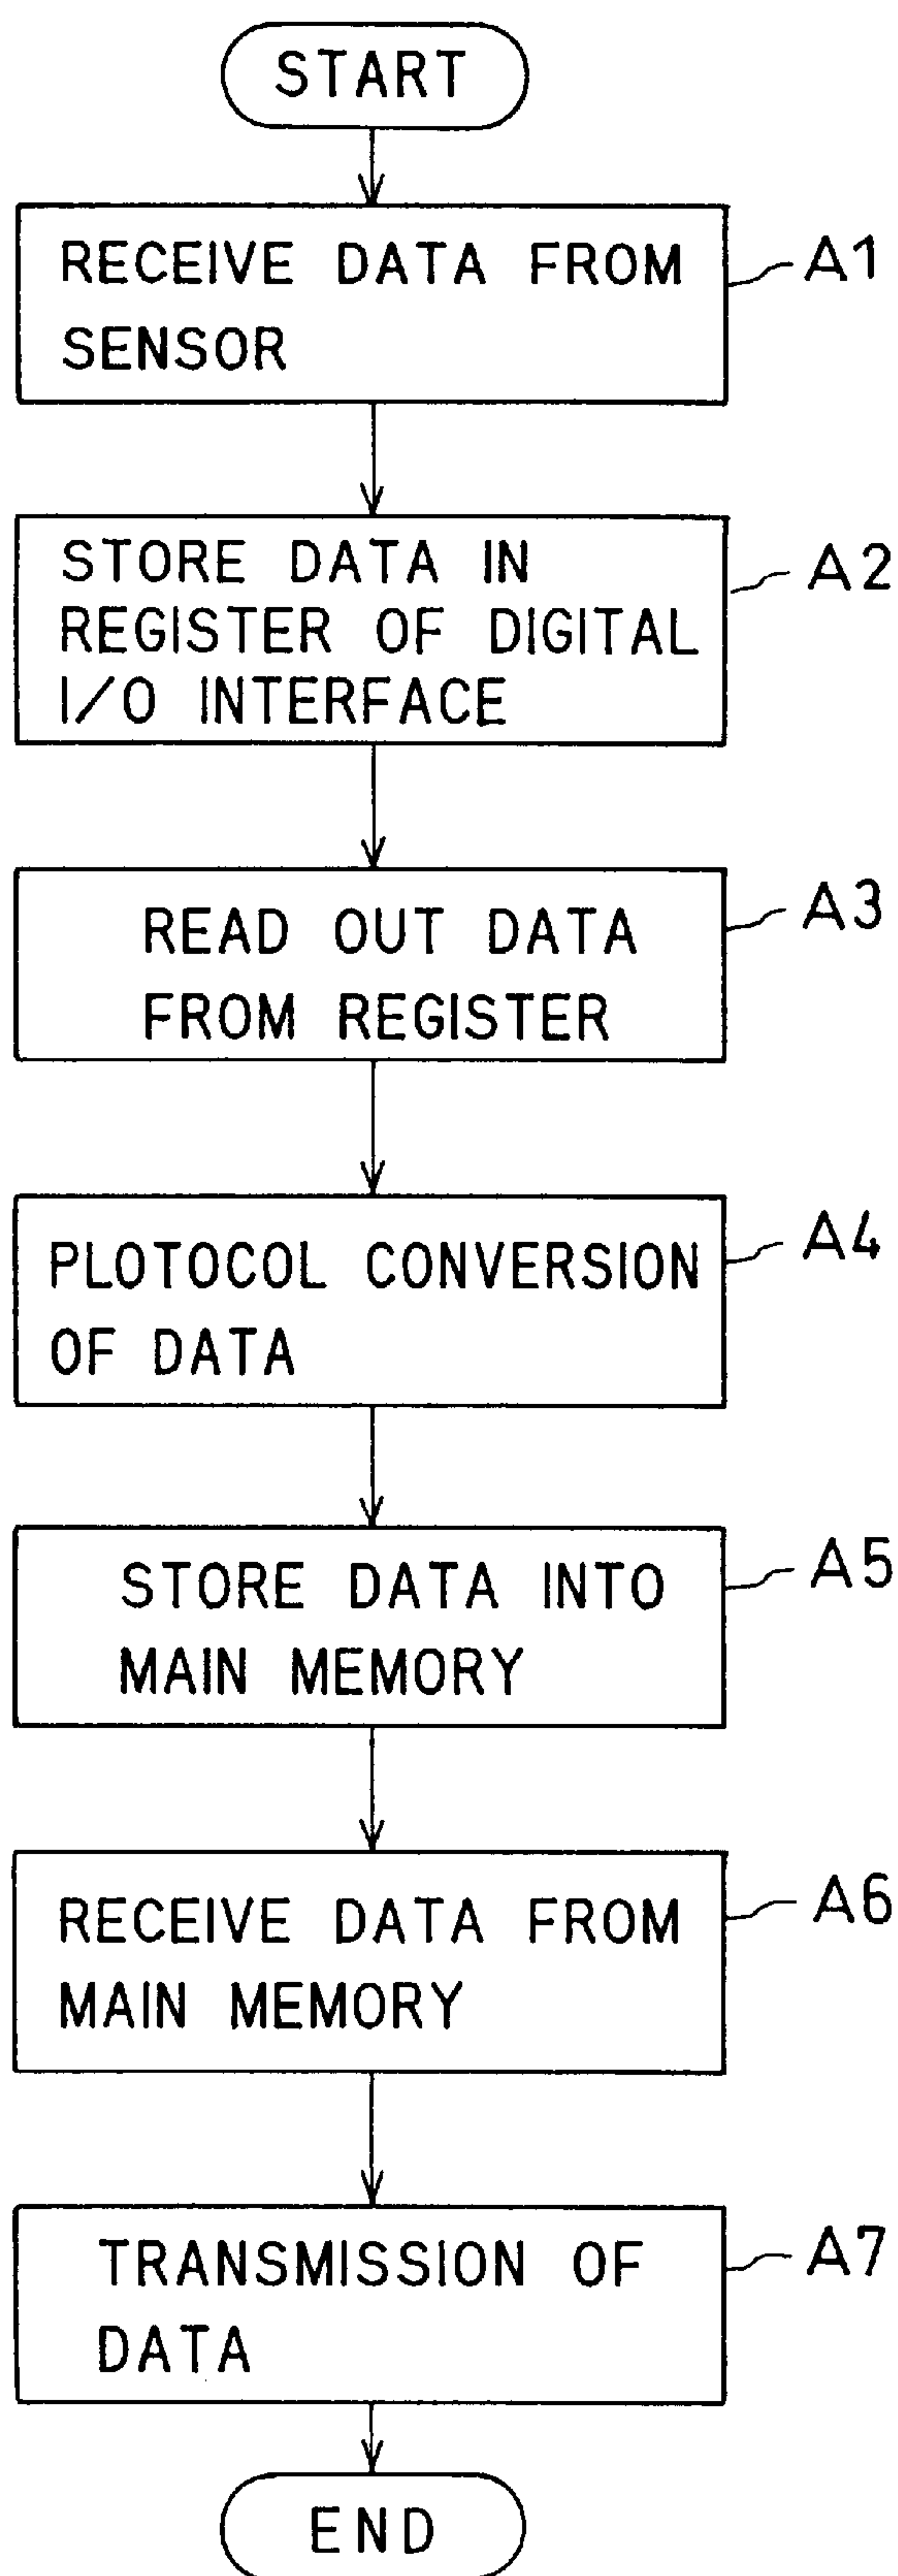 START
RECEIVE DATA FROM
SENSOR
A1
STORE DATA IN
REGISTER OF DIGITAL
I/O INTERFACE
A2
READ OUT DATA
FROM REGISTER
A3
PLOTOCOL CONVERSION
OF DATA
A4
STORE DATA INTO
MAIN MEMORY
A5
RECEIVE DATA FROM
MAIN MEMORY
A6
TRANSMISSION OF
DATA
A7
END